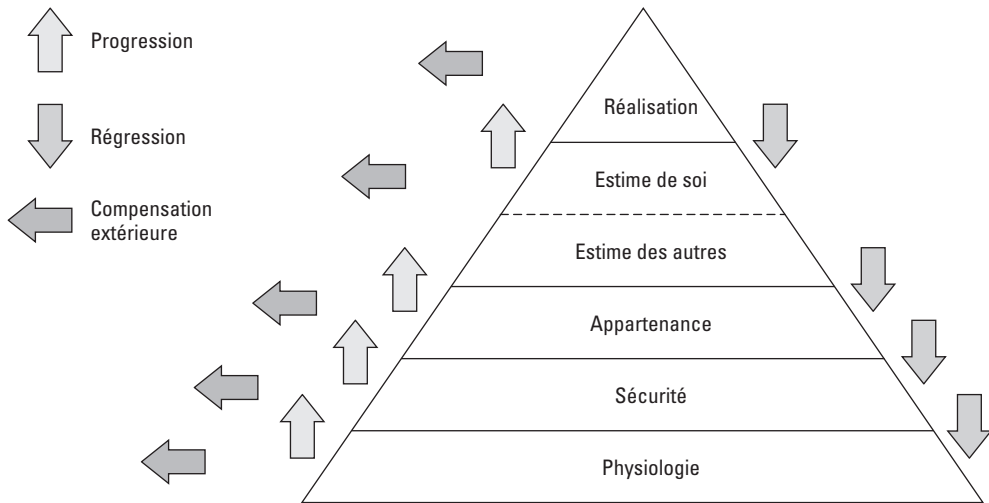 Progression
Régression
Compensation
extérieure
Réalisation
Estime de soi
Estime des autres
Appartenance
Sécurité
Physiologie